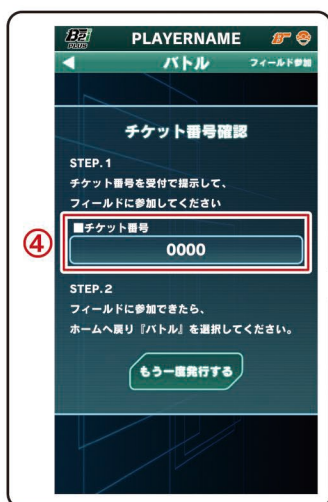 PLAYERNAME
バトル
フィールド参加
チケット番号確認
STEP.1
チケット番号を受付で提示して、
フィールドに参加してください
④
■チケット番号
0000
STEP.2
フィールドに参加できたら、
ホームへ戻り『バトル』を選択してください。
もう一度発行する